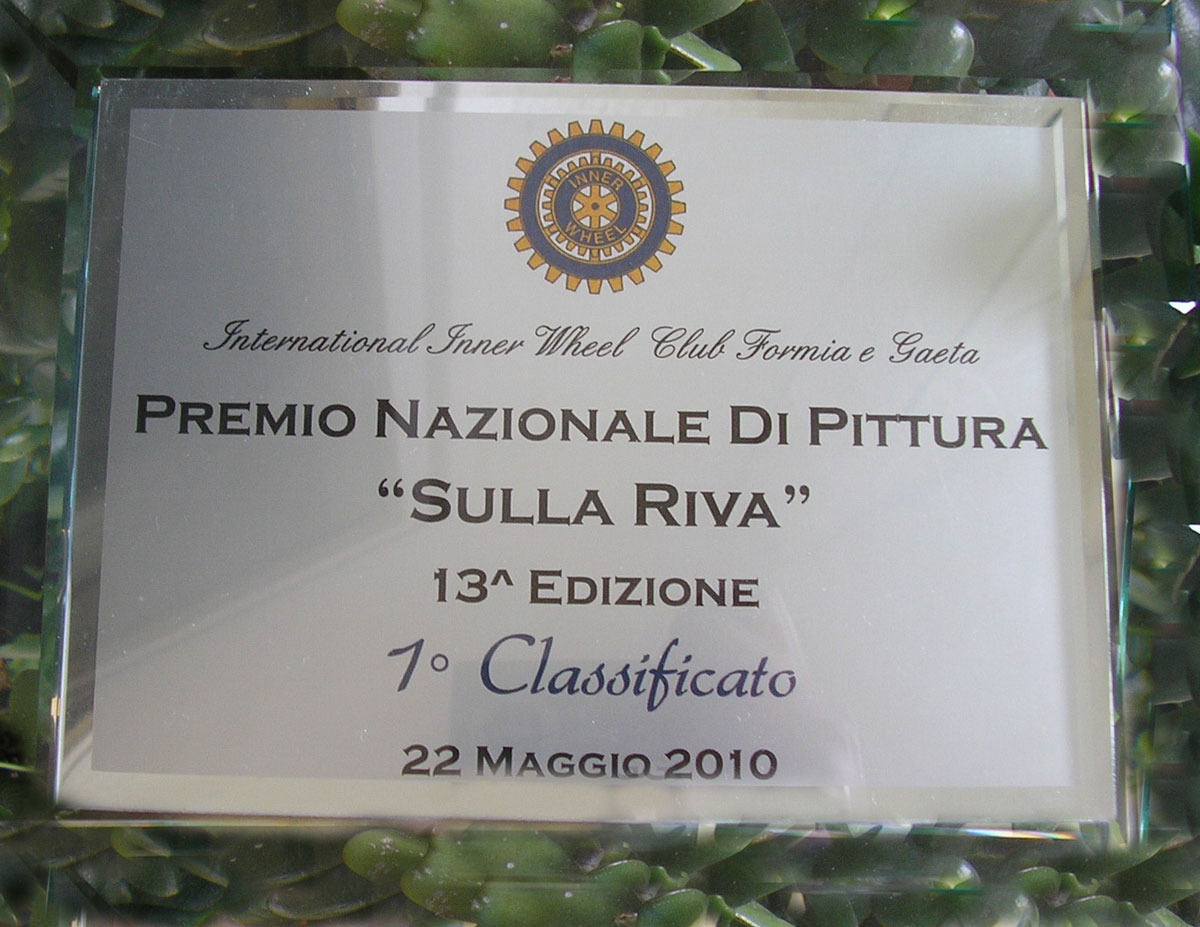 INNER
WHEEL
International Inner Wheel Club Formia e Gaeta
PREMIO NAZIONALE DI PITTURA
“SULLA RIVA”
13^ EDIZIONE
1° Classificato
22 MAGGIO 2010